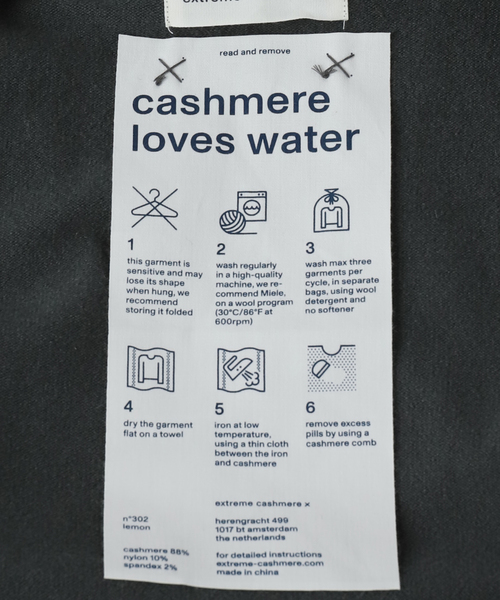 extreme
read and remove
cashmere
loves water
1
this garment is
sensitive and may
lose its shape
when hung, we
recommend
storing it folded
2
wash regularly
in a high-quality
machine, we re-
commend Miele,
on a wool program
(30°C/86°F at
600rpm)
3
wash max three
garments per
cycle, in separate
bags, using wool
detergent and
no softener
4
dry the garment
flat on a towel
5
iron at low
temperature,
using a thin cloth
between the iron
and cashmere
6
remove excess
pills by using a
cashmere comb
n°302
lemon
cashmere 88%
nylon 10%
spandex 2%
extreme cashmere x
herengracht 499
1017 bt amsterdam
the netherlands
for detailed instructions
extreme-cashmere.com
made in china